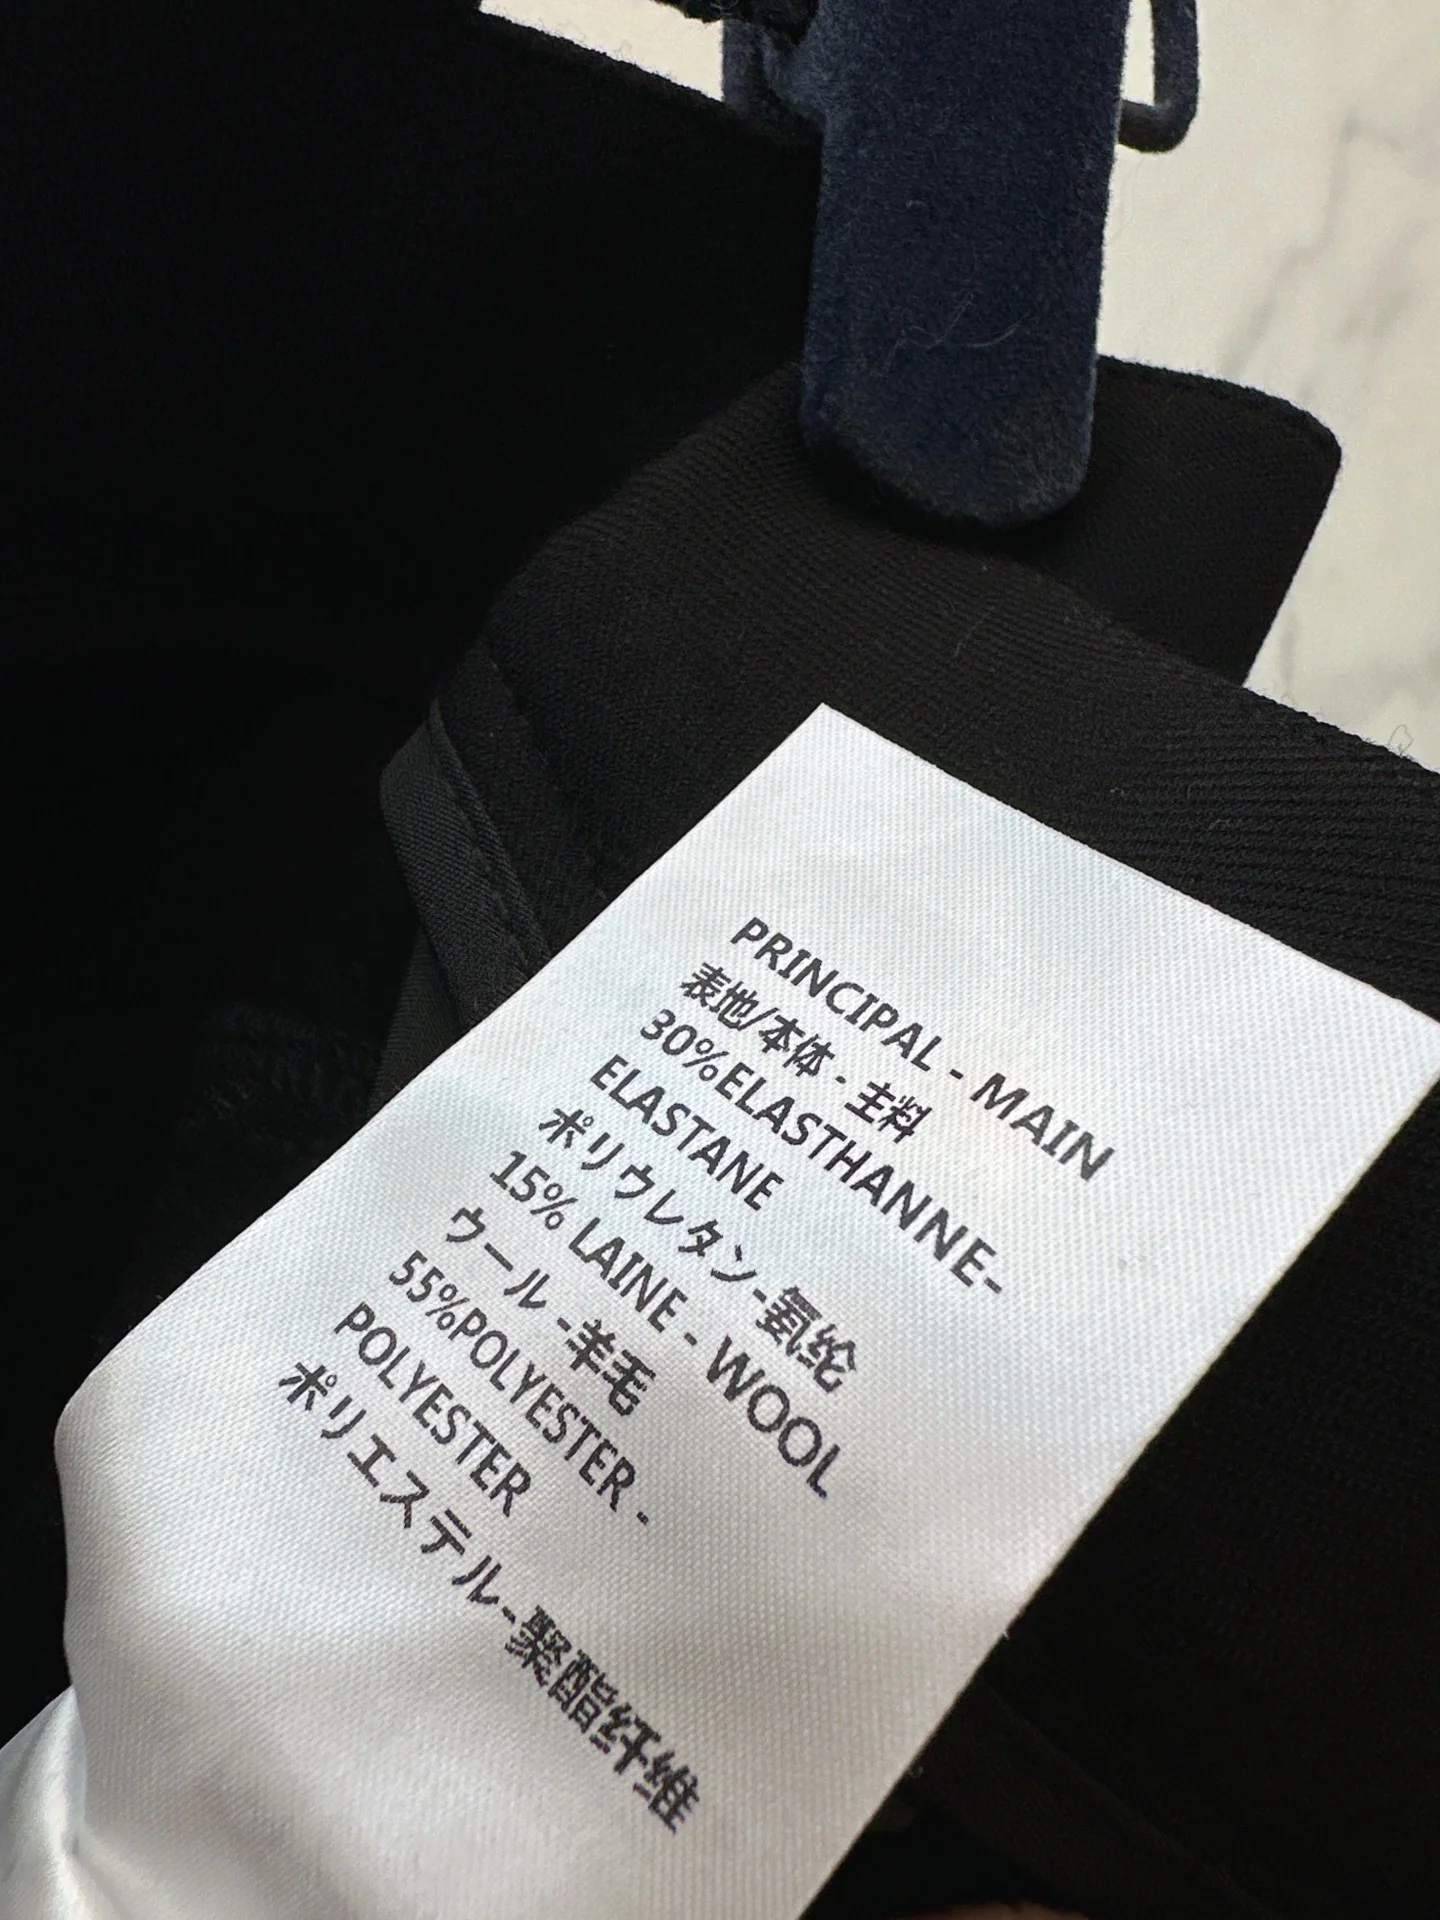 PRINCIPAL - MAIN
表地/本体 - 主料
30%ELASTHANNE-
ELASTANE
ポリウレタン-氨纶
15% LAINE - WOOL
ウール -羊毛
55%POLYESTER -
POLYESTER
ポリエステル-聚酯纤维